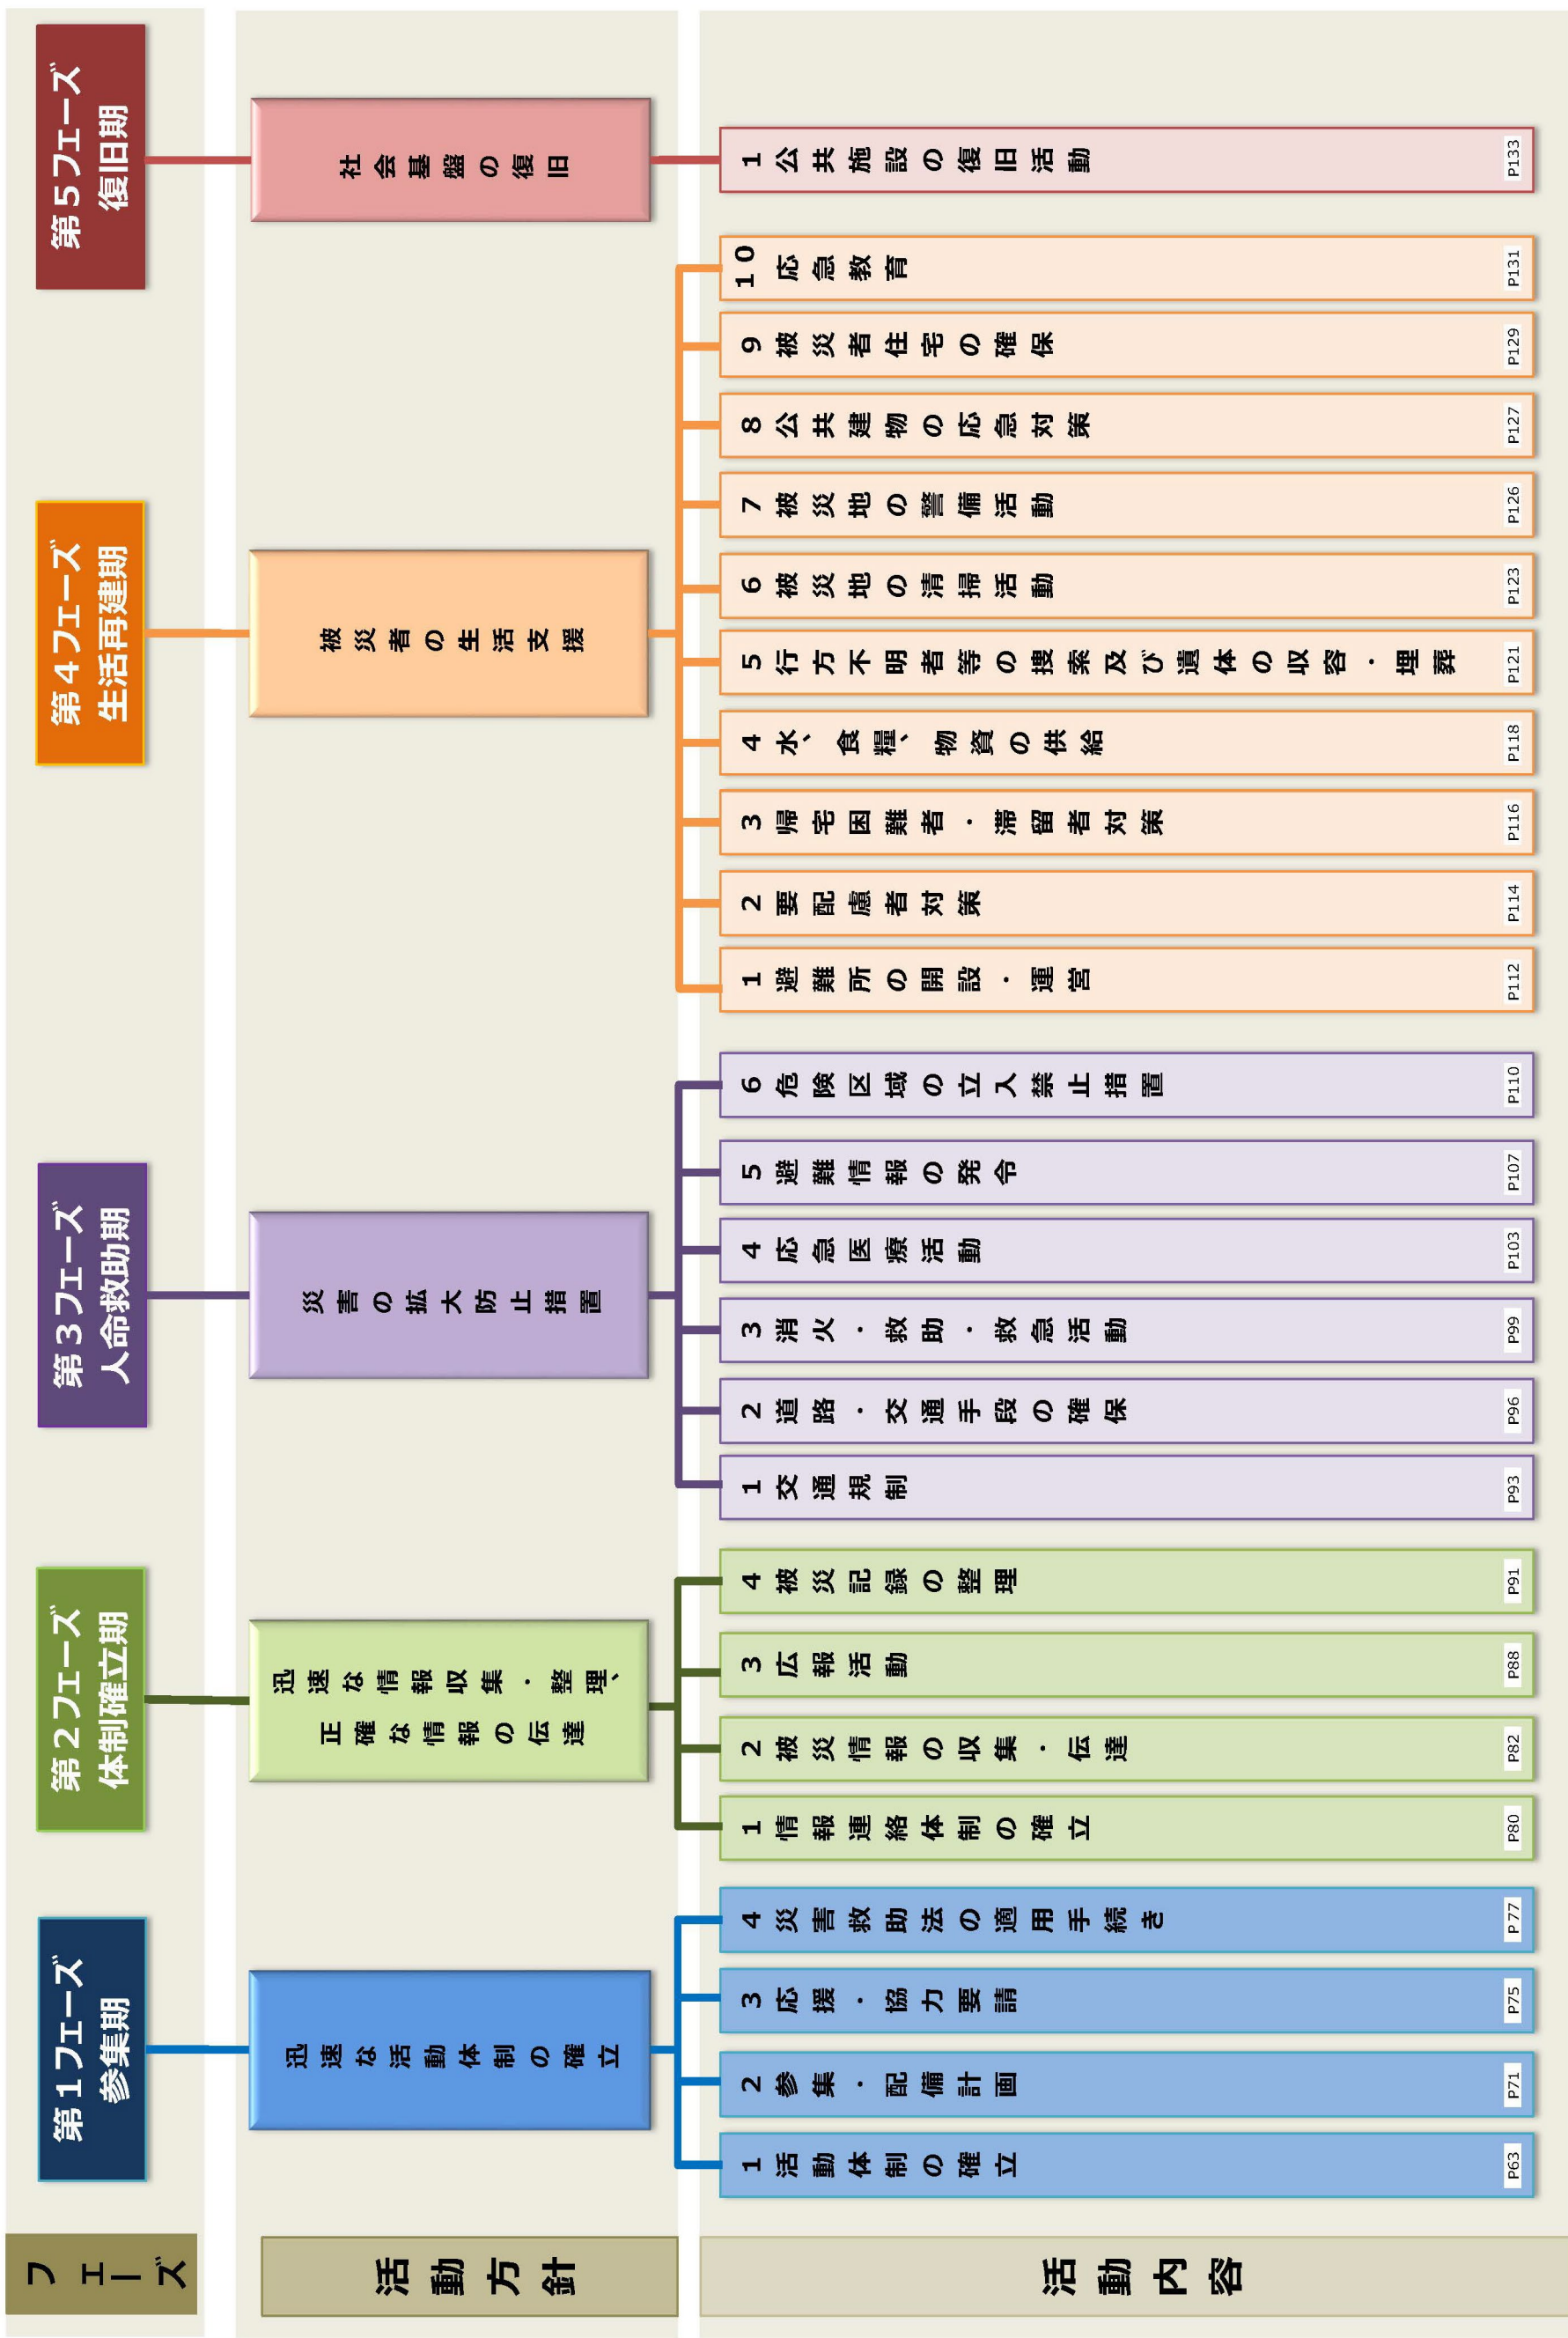 フェーズ
第1フェーズ
参集期
第2フェーズ
体制確立期
第3フェーズ
人命救助期
第4フェーズ
生活再建期
第5フェーズ
復旧期
活動方針
迅速な活動体制の確立
迅速な情報収集・整理、
正確な情報の伝達
災害の拡大防止措置
被災者の生活支援
社会基盤の復旧
活動内容
1活動体制の確立
P63
2参集・配備計画
P71
3応援・協力要請
P75
4災害救助法の適用手続き
P77
1情報連絡体制の確立
P80
2被災情報の収集・伝達
P82
3広報活動
P88
4被災記録の整理
P91
1交通規制
P93
2道路・交通手段の確保
P96
3消火・救助・救急活動
P99
4応急医療活動
P103
5避難情報の発令
P107
6危険区域の立入禁止措置
P110
1避難所の開設・運営
P112
2要配慮者対策
P114
3帰宅困難者・滞留者対策
P116
4水、食糧、物資の供給
P118
5行方不明者等の捜索及び遺体の収容・埋葬
P121
6被災地の清掃活動
P123
7被災地の警備活動
P126
8公共建物の応急対策
P127
9被災者住宅の確保
P129
10応急教育
P131
1公共施設の復旧活動
P133